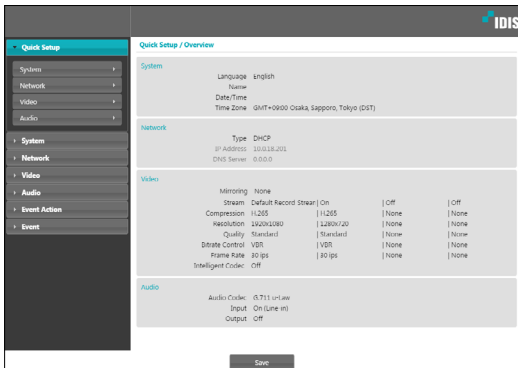 IDIS
Quick Setup
System
Network
Video
Audio
System
Network
Video
Audio
Event Action
Event
Quick Setup / Overview
System
Language English
Name
Date/Time
Time Zone GMT+09:00 Osaka, Sapporo, Tokyo (DST)
Network
Type DHCP
IP Address 10.0.18.201
DNS Server 0.0.0.0
Video
Mirroring None
Stream Default Record Strear | On | Off | Off
Compression H.265 | H.265 | None | None
Resolution 1920x1080 | 1280x720 | None | None
Quality Standard | Standard | None | None
Bitrate Control VBR | VBR | None | None
Frame Rate 30 ips | 30 ips | None | None
Intelligent Codec Off
Audio
Audio Codec G.711 u-Law
Input On (Line-in)
Output Off
Save